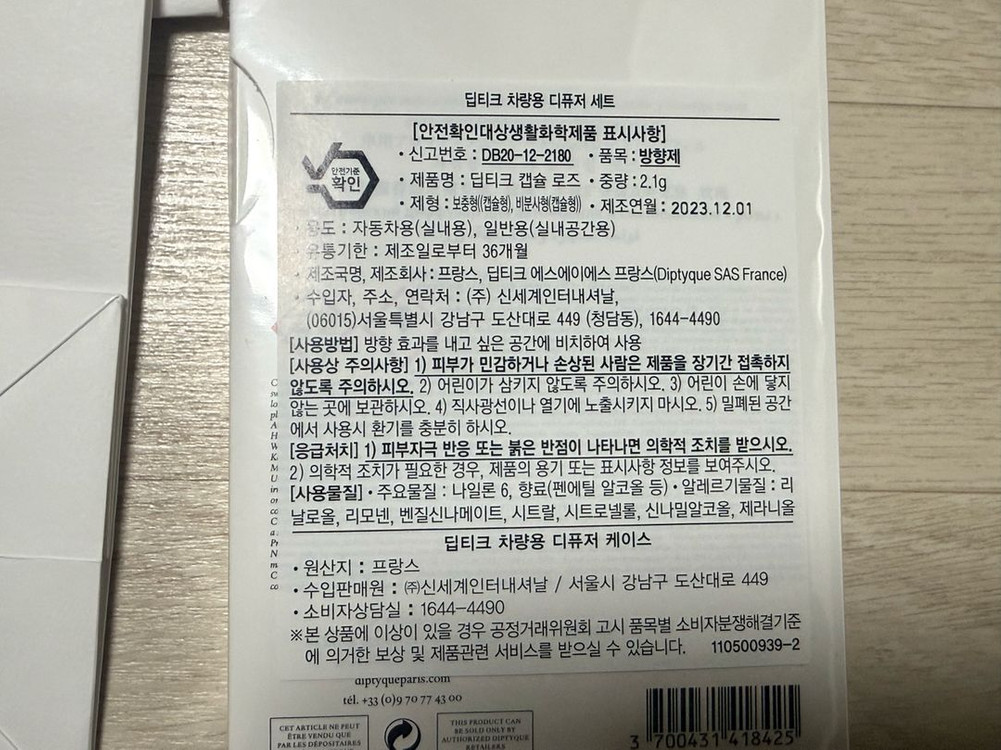 딥티크 차량용 디퓨저 세트
[안전확인대상생활화학제품 표시사항]
안전기준
확인
• 신고번호 : DB20-12-2180 • 품목 : 방향제
• 제품명 : 딥티크 캡슐 로즈 • 중량 : 2.1g
• 제형 : 보충형(캡슐형), 비분사형(캡슐형) • 제조연월 : 2023.12.01
• 용도 : 자동차용(실내용), 일반용(실내공간용)
• 유통기한 : 제조일로부터 36개월
• 제조국명, 제조회사 : 프랑스, 딥티크 에스에이에스 프랑스(Diptyque SAS France)
• 수입자, 주소, 연락처 : (주) 신세계인터내셔날,
(06015)서울특별시 강남구 도산대로 449 (청담동), 1644-4490
[사용방법] 방향 효과를 내고 싶은 공간에 비치하여 사용
[사용상 주의사항] 1) 피부가 민감하거나 손상된 사람은 제품을 장기간 접촉하지
않도록 주의하시오. 2) 어린이가 삼키지 않도록 주의하시오. 3) 어린이 손에 닿지
않는 곳에 보관하시오. 4) 직사광선이나 열기에 노출시키지 마시오. 5) 밀폐된 공간
에서 사용시 환기를 충분히 하시오.
[응급처치] 1) 피부자극 반응 또는 붉은 반점이 나타나면 의학적 조치를 받으시오.
2) 의학적 조치가 필요한 경우, 제품의 용기 또는 표시사항 정보를 보여주시오.
[사용물질] • 주요물질 : 나일론 6, 향료(펜에틸 알코올 등) • 알레르기물질 : 리
날로올, 리모넨, 벤질신나메이트, 시트랄, 시트로넬롤, 신나밀알코올, 제라니올
딥티크 차량용 디퓨저 케이스
• 원산지 : 프랑스
• 수입판매원 : ㈜신세계인터내셔날 / 서울시 강남구 도산대로 449
• 소비자상담실 : 1644-4490
※본 상품에 이상이 있을 경우 공정거래위원회 고시 품목별 소비자분쟁해결기준
에 의거한 보상 및 제품관련 서비스를 받으실 수 있습니다. 110500939-2
diptyqueparis.com
tél. +33 (0)9 70 77 43 00
CET ARTICLE NE PEUT
ÊTRE VENDU QUE
PAR LES DÉPOSITAIRES
THIS PRODUCT CAN
BE SOLD ONLY BY
AUTHORIZED DIPTYQUE
RETAILERS
3 700431 418425